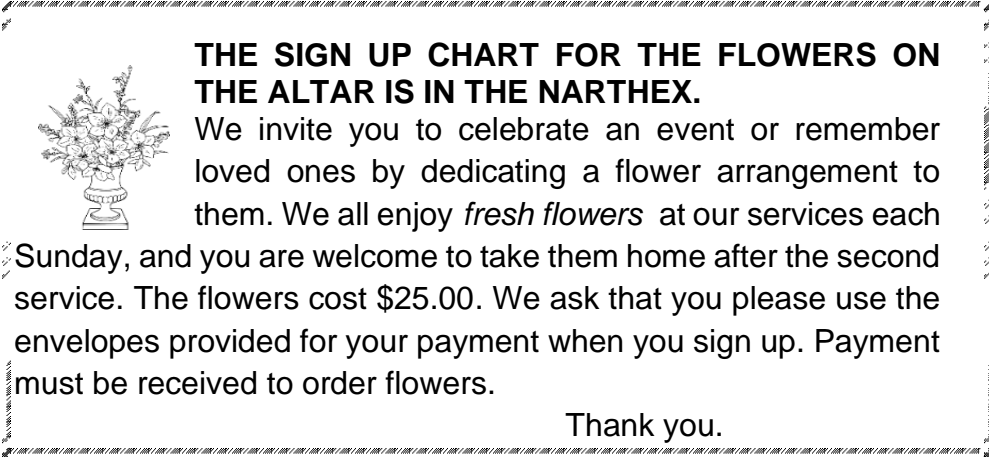 THE SIGN UP CHART FOR THE FLOWERS ON
THE ALTAR IS IN THE NARTHEX.
We invite you to celebrate an event or remember
loved ones by dedicating a flower arrangement to
them. We all enjoy fresh flowers at our services each
Sunday, and you are welcome to take them home after the second
service. The flowers cost $25.00. We ask that you please use the
envelopes provided for your payment when you sign up. Payment
must be received to order flowers.
Thank you.